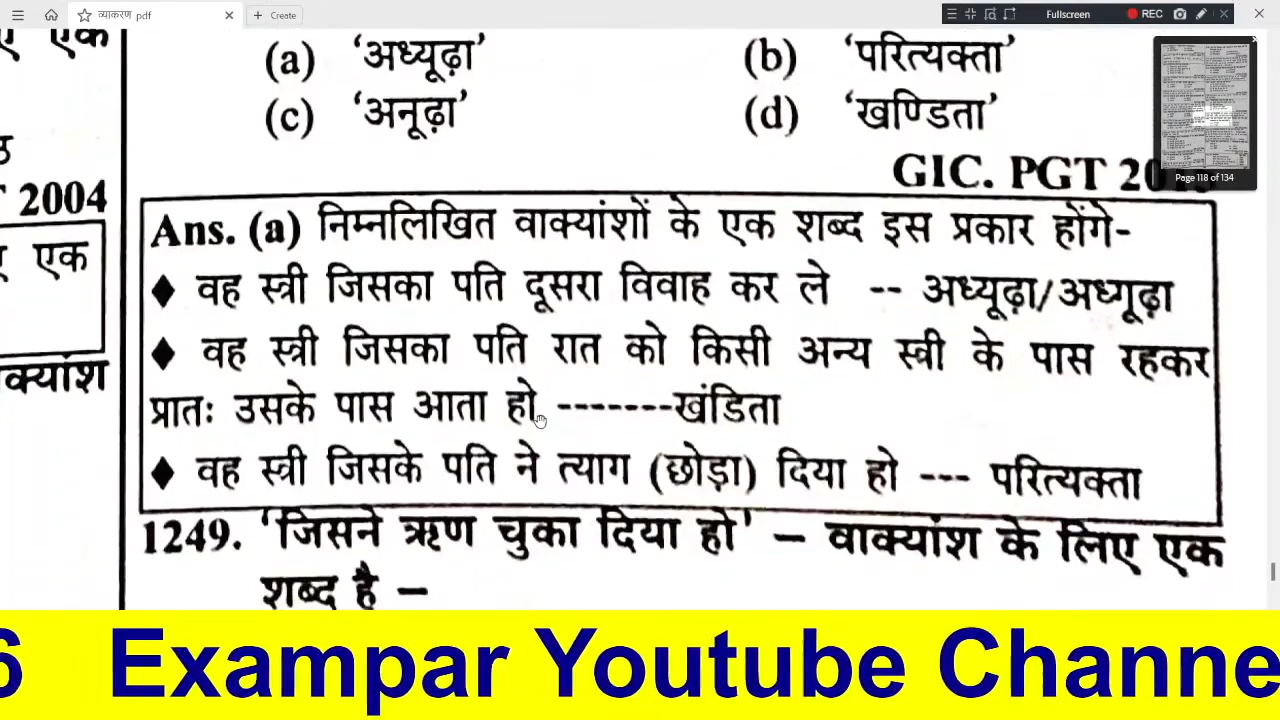 व्याकरण pdf
Create
Fullscreen
REC
एक
(a) 'अध्यूढ़ा' (b) 'परित्यक्ता'
(c) 'अनूढ़ा' (d) 'खण्डिता'
GIC. PGT
Page 118 of 134
2004
Ans. (a) निम्नलिखित वाक्यांशों के एक शब्द इस प्रकार होंगे-
♦ वह स्त्री जिसका पति दूसरा विवाह कर ले -- अध्यूढ़ा/अध्गूढ़ा
एक
♦ वह स्त्री जिसका पति रात को किसी अन्य स्त्री के पास रहकर
प्रातः उसके पास आता हो -------खंडिता
क्यांश
♦ वह स्त्री जिसके पति ने त्याग (छोड़ा) दिया हो --- परित्यक्ता
1249. 'जिसने ऋण चुका दिया हो' – वाक्यांश के लिए एक
शब्द है –
6 Exampar Youtube Channe